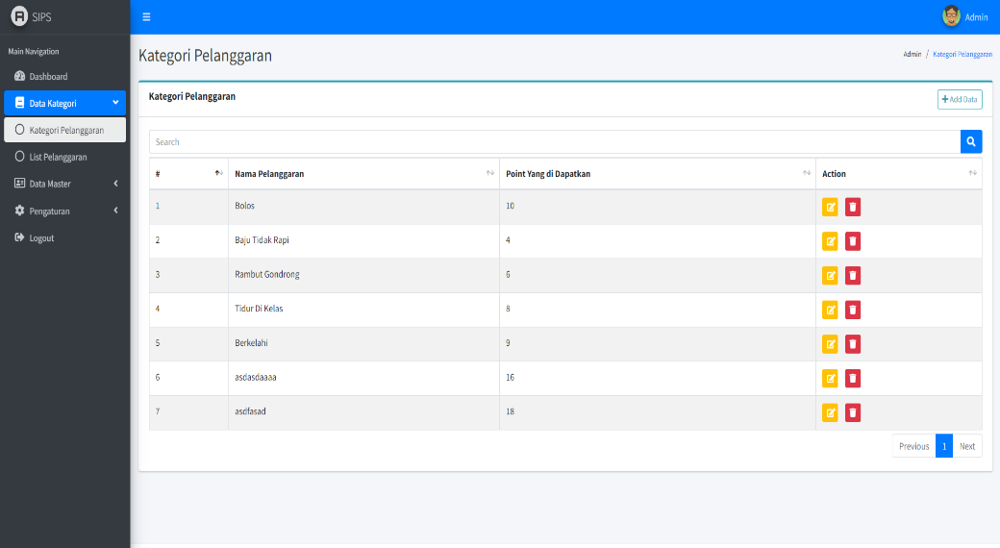 SIPS
Admin
Main Navigation
Dashboard
Data Kategori
Kategori Pelanggaran
List Pelanggaran
Data Master
Pengaturan
Logout
Kategori Pelanggaran
Admin / Kategori Pelanggaran
Kategori Pelanggaran
+ Add Data
Search
# Nama Pelanggaran Point Yang di Dapatkan Action
1 Bolos 10
2 Baju Tidak Rapi 4
3 Rambut Gondrong 6
4 Tidur Di Kelas 8
5 Berkelahi 9
6 asdasdaaaa 16
7 asdfasad 18
Previous 1 Next